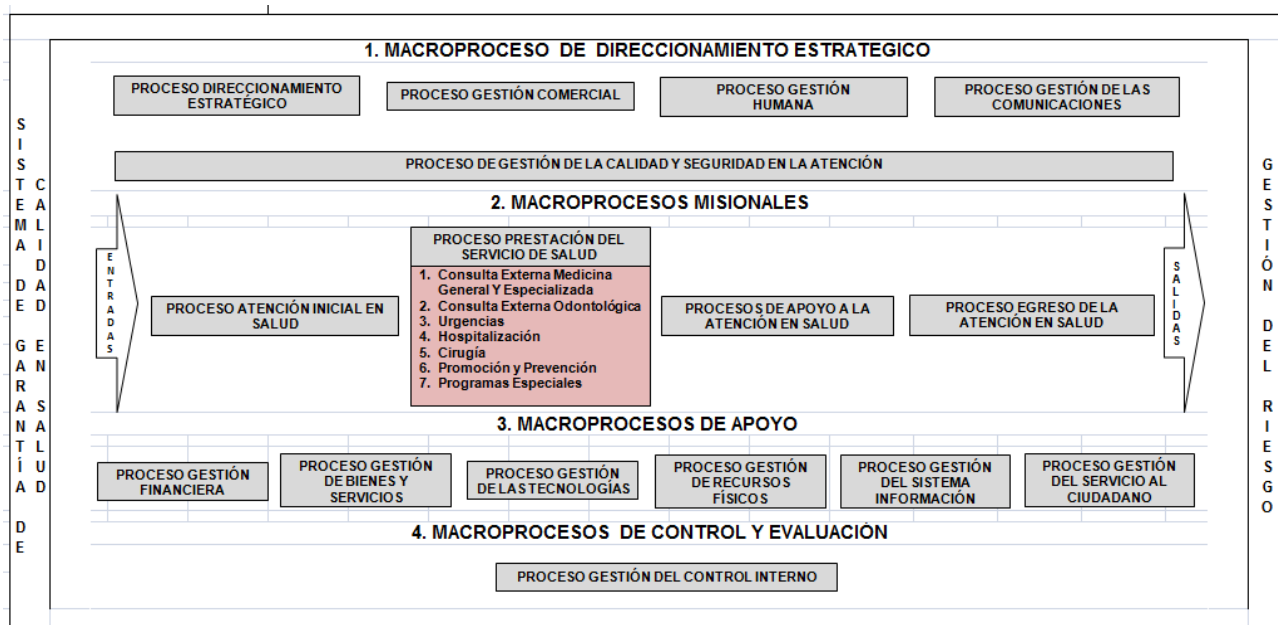 1. MACROPROCESO DE DIRECCIONAMIENTO ESTRATEGICO
PROCESO DIRECCIONAMIENTO
ESTRATÉGICO
PROCESO GESTIÓN COMERCIAL
PROCESO GESTIÓN
HUMANA
PROCESO GESTIÓN DE LAS
COMUNICACIONES
PROCESO DE GESTIÓN DE LA CALIDAD Y SEGURIDAD EN LA ATENCIÓN
SISTEMA DE GARANTÍA DE
CALIDAD EN SALUD
2. MACROPROCESOS MISIONALES
ENTRADAS
PROCESO ATENCIÓN INICIAL EN
SALUD
PROCESO PRESTACIÓN DEL
SERVICIO DE SALUD
1. Consulta Externa Medicina
General Y Especializada
2. Consulta Externa Odontológica
3. Urgencias
4. Hospitalización
5. Cirugía
6. Promoción y Prevención
7. Programas Especiales
PROCESOS DE APOYO A LA
ATENCIÓN EN SALUD
PROCESO EGRESO DE LA
ATENCIÓN EN SALUD
SALIDAS
GESTIÓN DEL RIESGO
3. MACROPROCESOS DE APOYO
PROCESO GESTIÓN
FINANCIERA
PROCESO GESTIÓN
DE BIENES Y
SERVICIOS
PROCESO GESTIÓN
DE LAS TECNOLOGÍAS
PROCESO GESTIÓN
DE RECURSOS
FÍSICOS
PROCESO GESTIÓN
DEL SISTEMA
INFORMACIÓN
PROCESO GESTIÓN
DEL SERVICIO AL
CIUDADANO
4. MACROPROCESOS DE CONTROL Y EVALUACIÓN
PROCESO GESTIÓN DEL CONTROL INTERNO